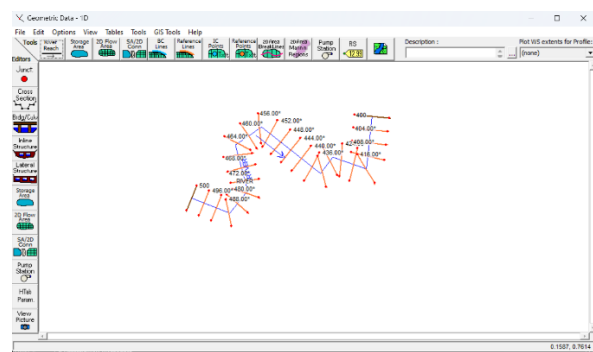 Geometric Data - 1D
File Edit Options View Tables Tools GIS Tools Help
Tools
River
Reach
Storage
Area
2D Flow
Area
SA/2D
Conn
BC
Lines
Reference
Lines
IC
Points
Reference
Points
2D Area
BreakLines
2D Area
Mann n
Regions
Pump
Station
RS
Description :
...
Plot WS extents for Profile:
(none)
Editors
Junct.
Cross
Section
Brdg/Culv
Inline
Structure
Lateral
Structure
Storage
Area
2D Flow
Area
SA/2D
Conn
Pump
Station
HTab
Param.
View
Picture
456.00*
460.00*
452.00*
448.00*
444.00*
464.00*
440.00*
436.00*
400
404.00*
408.00*
416.00*
468.00*
472.00*
500
496.00*
480.00*
488.00*
0.1587, 0.7614